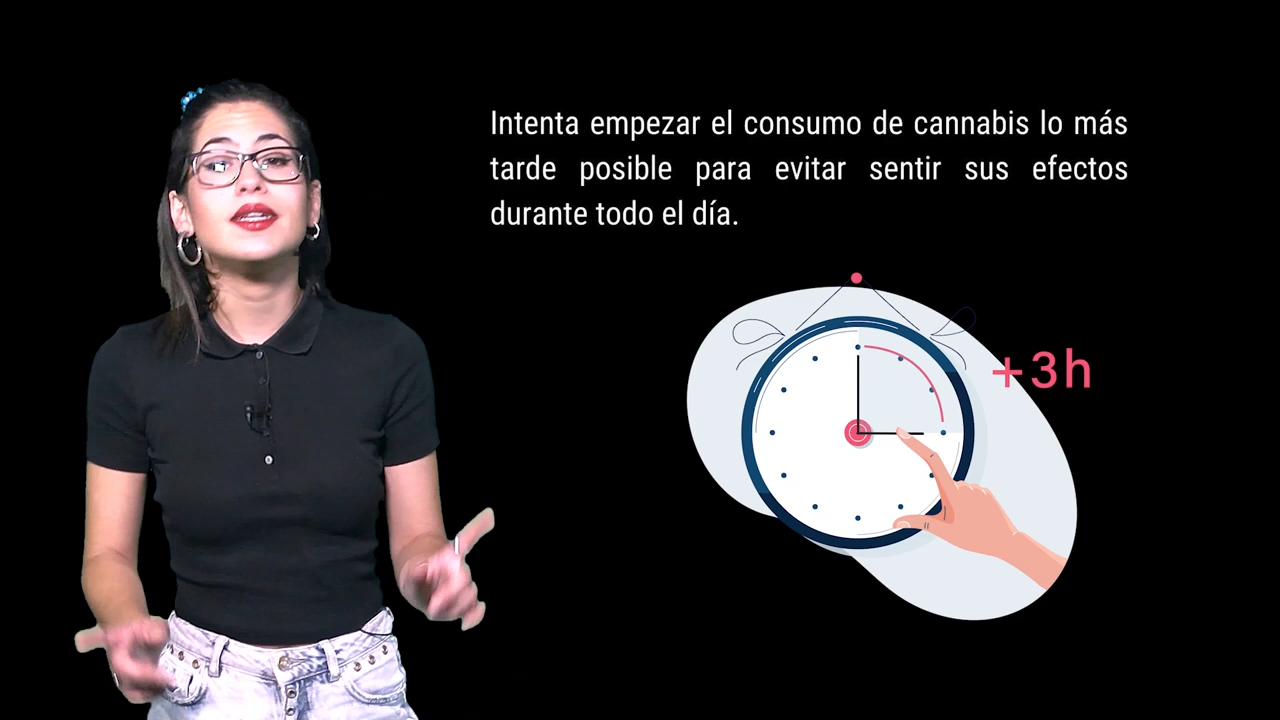 Intenta empezar el consumo de cannabis lo más
tarde posible para evitar sentir sus efectos
durante todo el día.
+3h